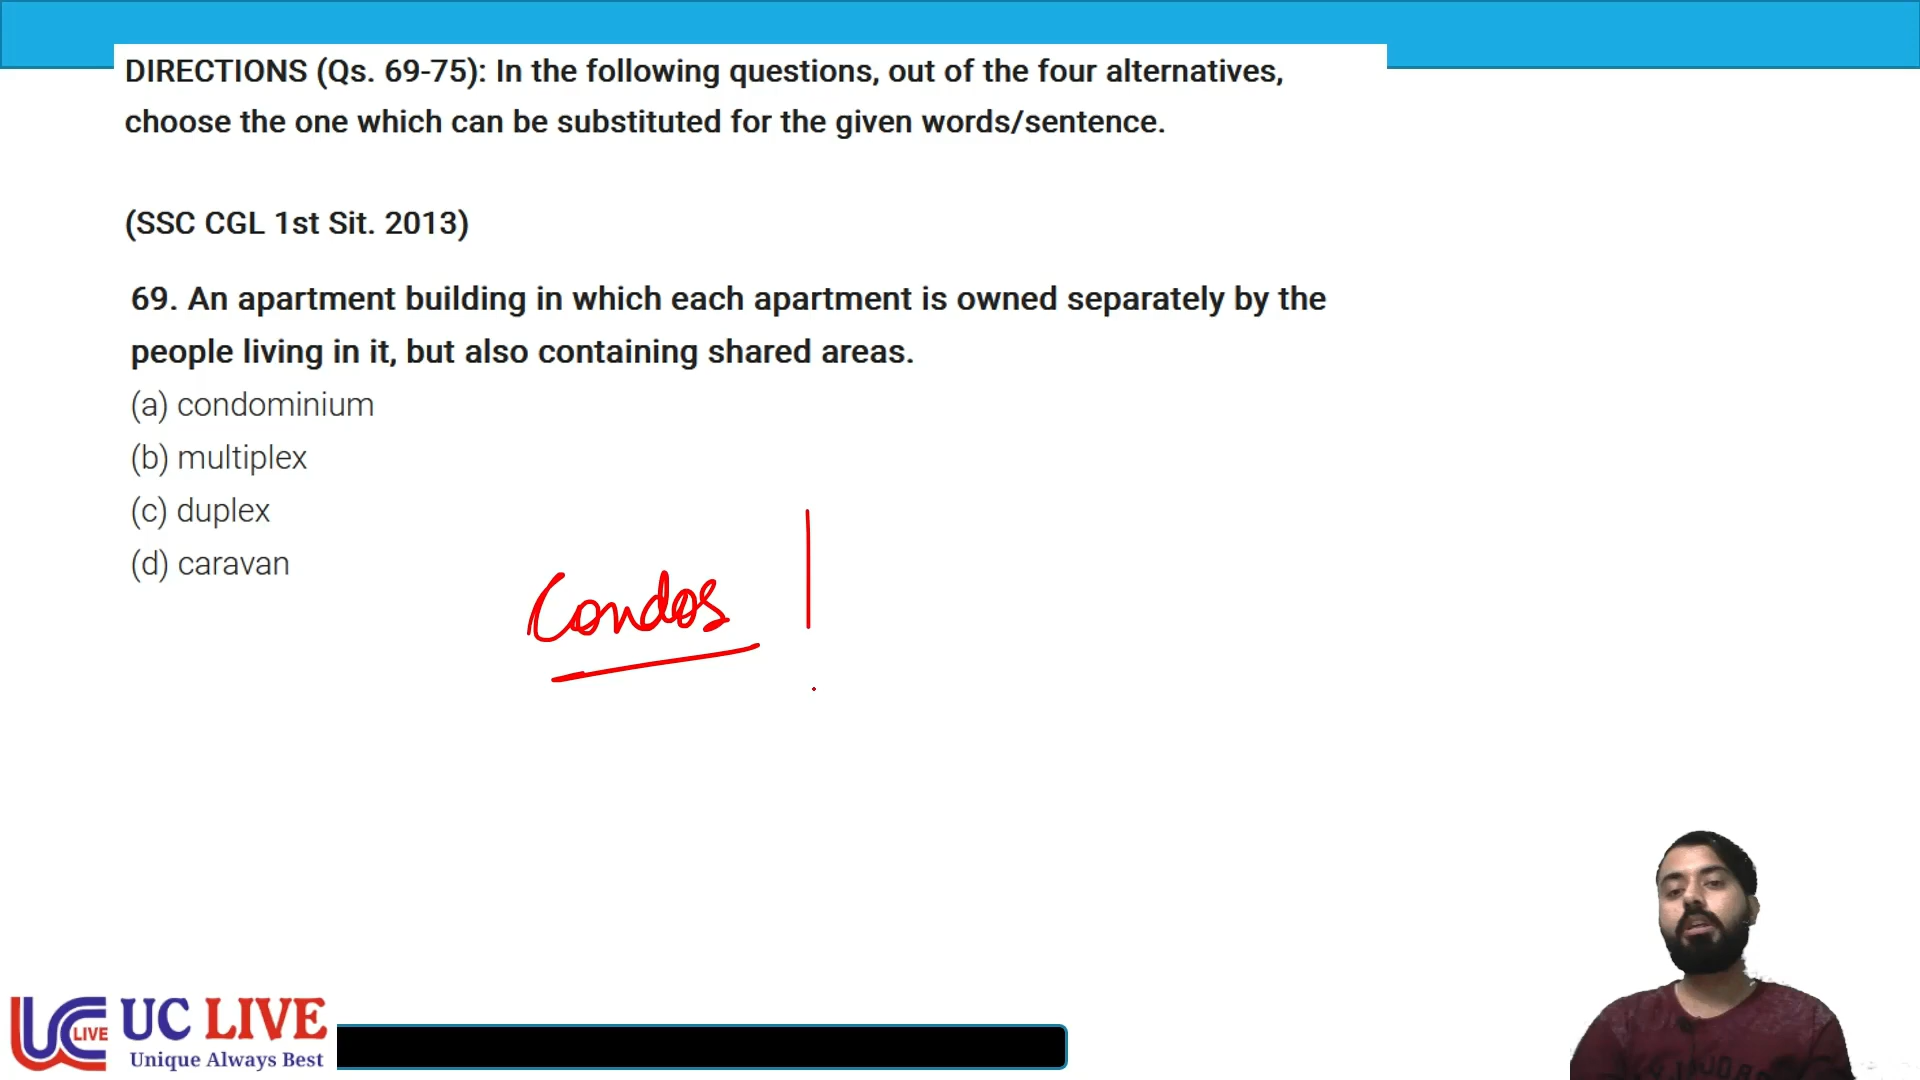 DIRECTIONS (Qs. 69-75): In the following questions, out of the four alternatives,
choose the one which can be substituted for the given words/sentence.
(SSC CGL 1st Sit. 2013)
69. An apartment building in which each apartment is owned separately by the
people living in it, but also containing shared areas.
(a) condominium
(b) multiplex
(c) duplex
(d) caravan
Condos
UC LIVE
LIVE
Unique Always Best